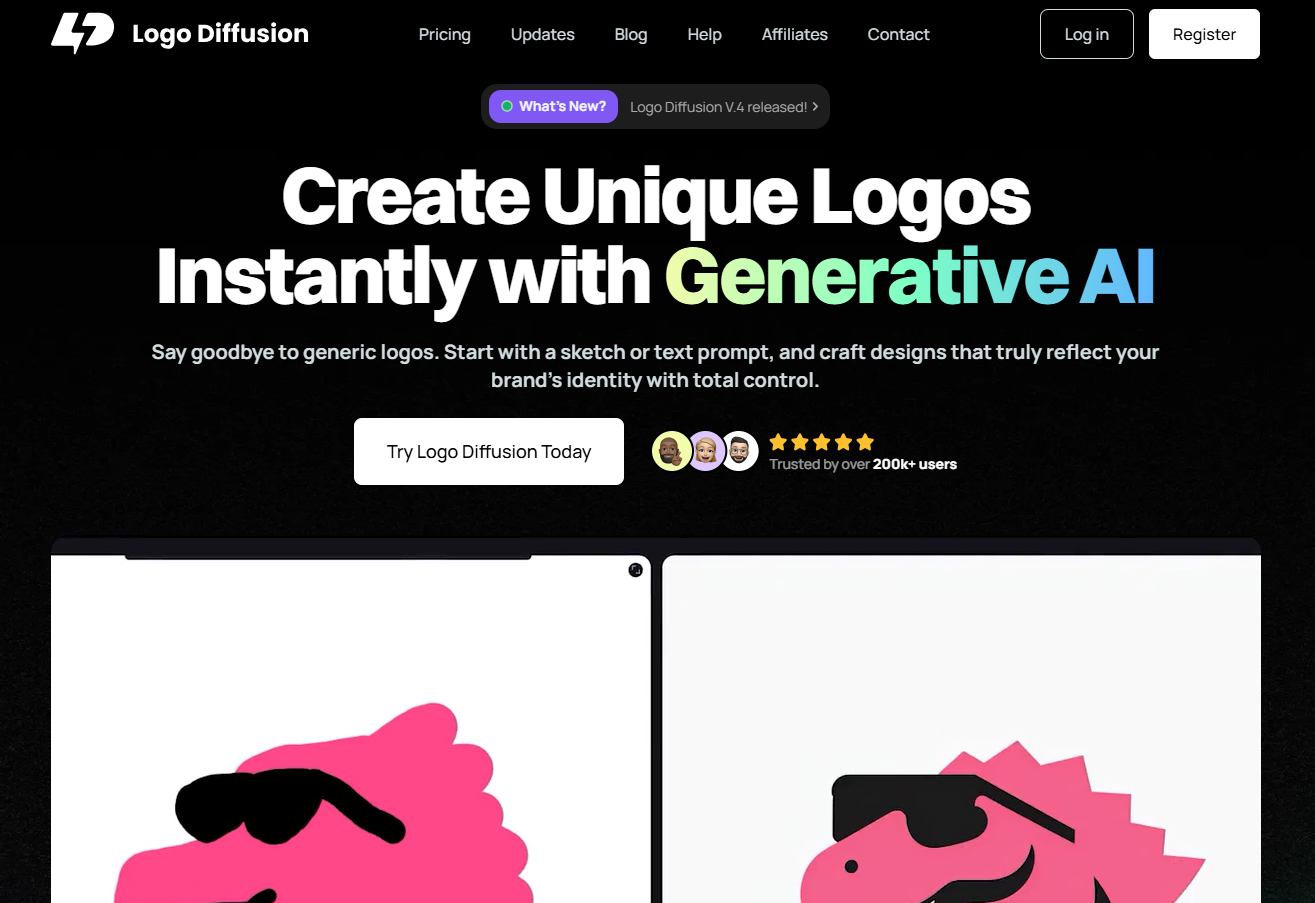 Logo Diffusion
Pricing
Updates
Blog
Help
Affiliates
Contact
Log in
Register
What's New?
Logo Diffusion V.4 released!
Create Unique Logos
Instantly with Generative AI
Say goodbye to generic logos. Start with a sketch or text prompt, and craft designs that truly reflect your
brand's identity with total control.
Try Logo Diffusion Today
Trusted by over 200k+ users